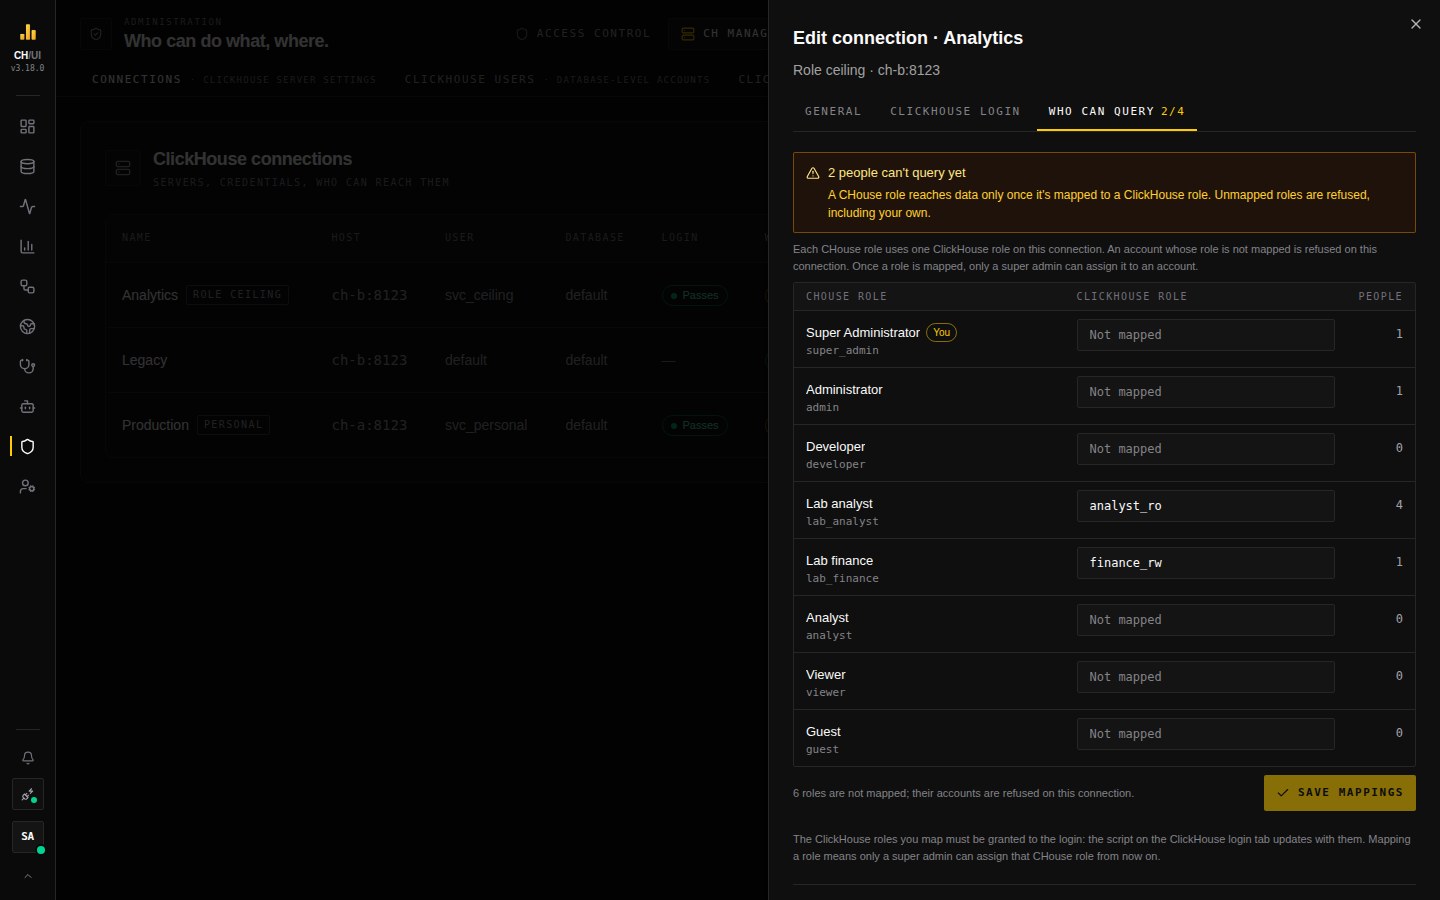 CH/UI
v3.18.0
SA
ADMINISTRATION
Who can do what, where.
ACCESS CONTROL
CH MANAG
CONNECTIONS · CLICKHOUSE SERVER SETTINGS
CLICKHOUSE USERS · DATABASE-LEVEL ACCOUNTS
CLIC
ClickHouse connections
SERVERS, CREDENTIALS, WHO CAN REACH THEM
NAME HOST USER DATABASE LOGIN
Analytics ROLE CEILING ch-b:8123 svc_ceiling default Passes
Legacy ch-b:8123 default default —
Production PERSONAL ch-a:8123 svc_personal default Passes
Edit connection · Analytics
Role ceiling · ch-b:8123
GENERAL CLICKHOUSE LOGIN WHO CAN QUERY 2/4
2 people can't query yet
A CHouse role reaches data only once it's mapped to a ClickHouse role. Unmapped roles are refused,
including your own.
Each CHouse role uses one ClickHouse role on this connection. An account whose role is not mapped is refused on this
connection. Once a role is mapped, only a super admin can assign it to an account.
CHOUSE ROLE CLICKHOUSE ROLE PEOPLE
Super Administrator You Not mapped 1
super_admin
Administrator Not mapped 1
admin
Developer Not mapped 0
developer
Lab analyst analyst_ro 4
lab_analyst
Lab finance finance_rw 1
lab_finance
Analyst Not mapped 0
analyst
Viewer Not mapped 0
viewer
Guest Not mapped 0
guest
6 roles are not mapped; their accounts are refused on this connection.
SAVE MAPPINGS
The ClickHouse roles you map must be granted to the login: the script on the ClickHouse login tab updates with them. Mapping
a role means only a super admin can assign that CHouse role from now on.